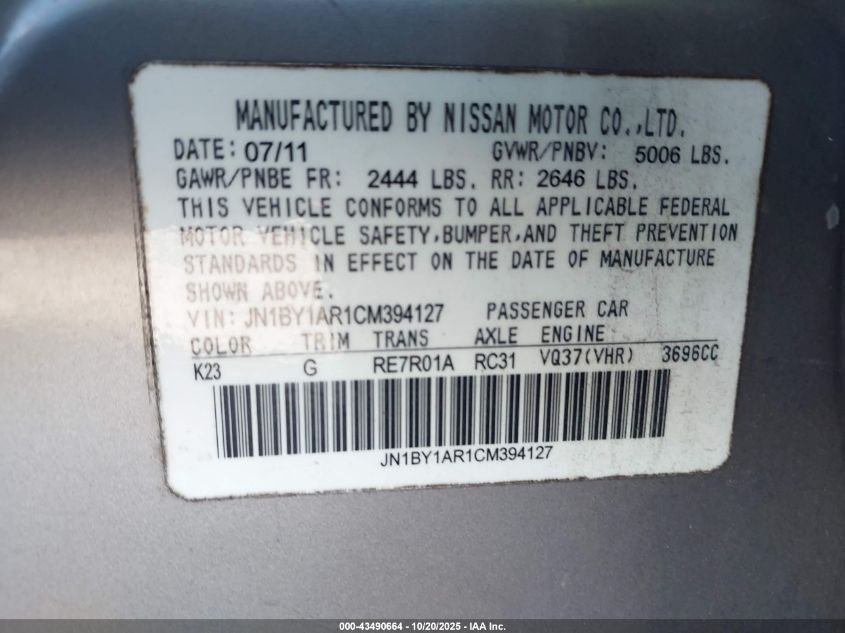 MANUFACTURED BY NISSAN MOTOR CO.,LTD.
DATE: 07/11 GVWR/PNBV: 5006 LBS.
GAWR/PNBE FR: 2444 LBS. RR: 2646 LBS.
THIS VEHICLE CONFORMS TO ALL APPLICABLE FEDERAL
MOTOR VEHICLE SAFETY,BUMPER,AND THEFT PREVENTION
STANDARDS IN EFFECT ON THE DATE OF MANUFACTURE
SHOWN ABOVE.
VIN: JN1BY1AR1CM394127 PASSENGER CAR
COLOR TRIM TRANS AXLE ENGINE
K23 G RE7R01A RC31 VQ37(VHR) 3696CC
JN1BY1AR1CM394127
000-43490664 - 10/20/2025 - IAA Inc.